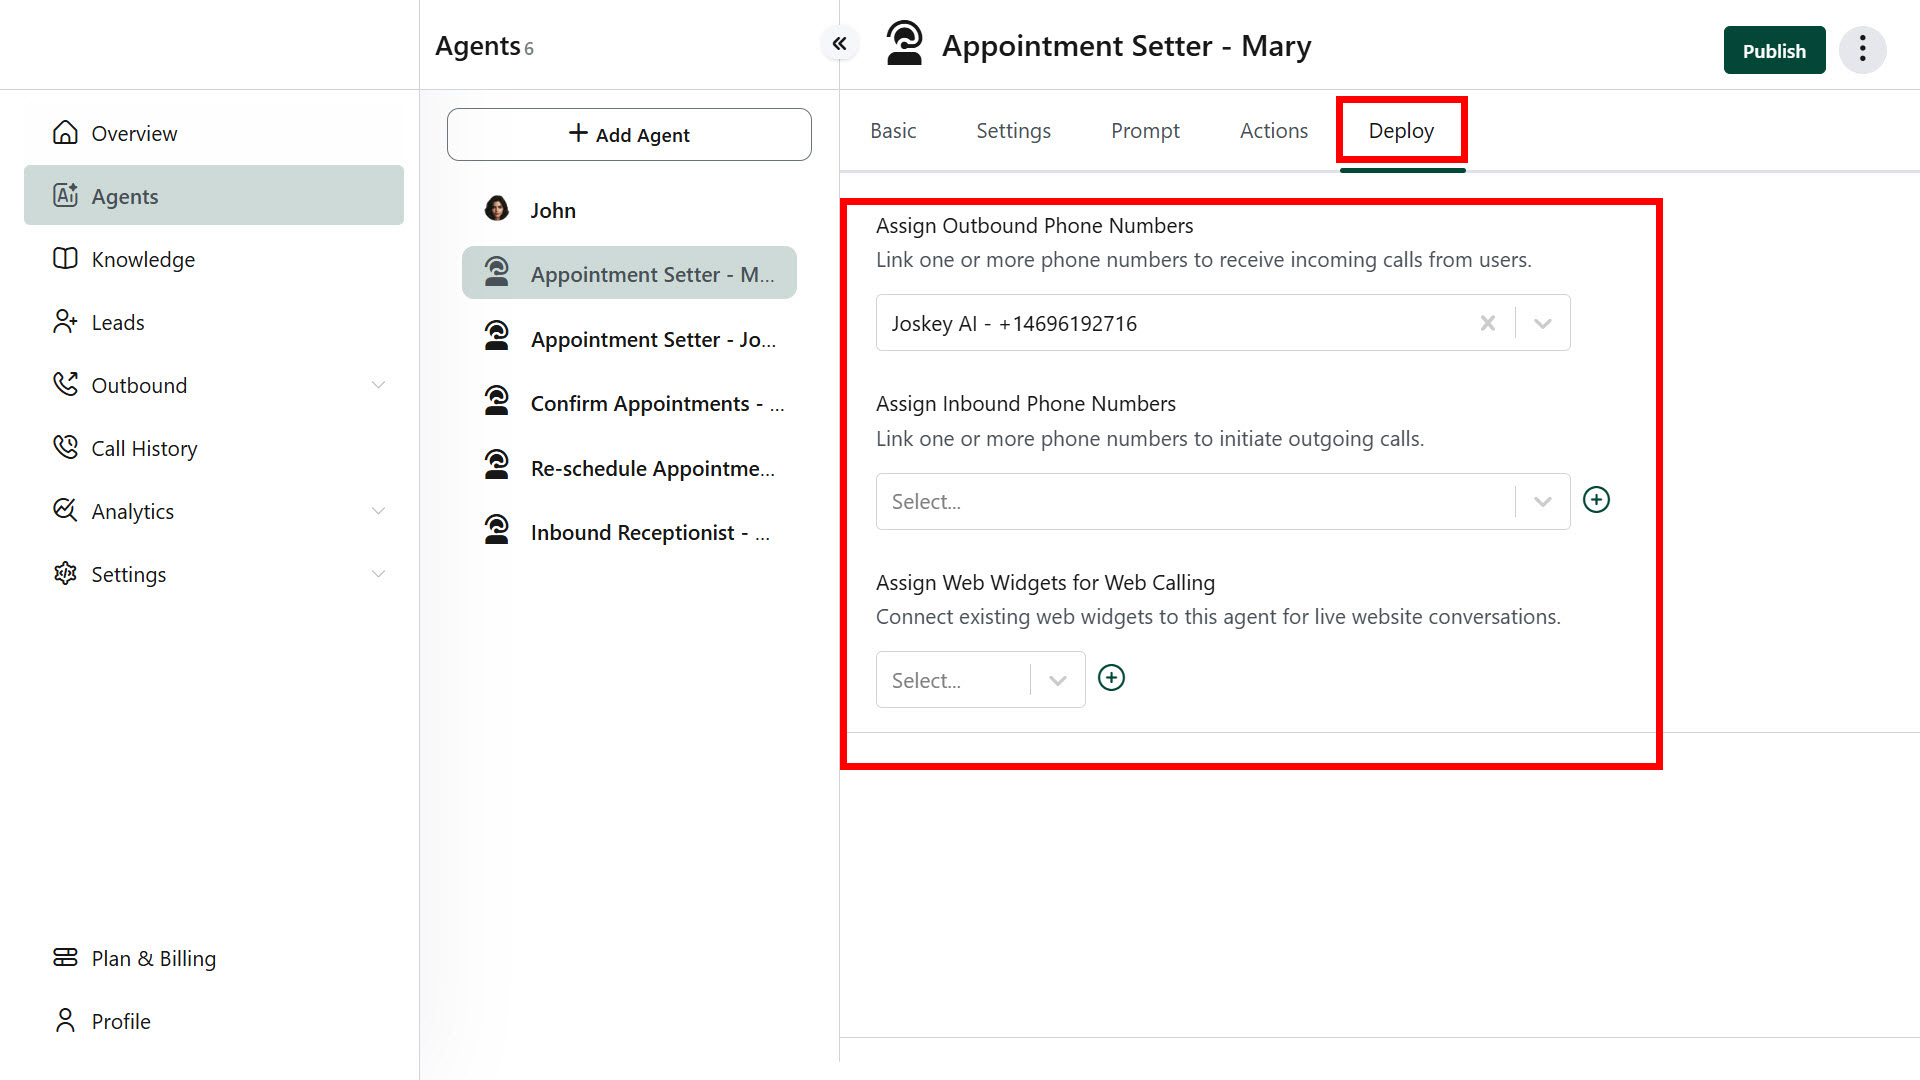 Agents 6
Appointment Setter - Mary
Publish
Overview
Agents
Knowledge
Leads
Outbound
Call History
Analytics
Settings
Plan & Billing
Profile
Add Agent
John
Appointment Setter - M...
Appointment Setter - Jo...
Confirm Appointments - ...
Re-schedule Appointme...
Inbound Receptionist - ...
Basic
Settings
Prompt
Actions
Deploy
Assign Outbound Phone Numbers
Link one or more phone numbers to receive incoming calls from users.
Joskey AI - +14696192716
Assign Inbound Phone Numbers
Link one or more phone numbers to initiate outgoing calls.
Select...
Assign Web Widgets for Web Calling
Connect existing web widgets to this agent for live website conversations.
Select...